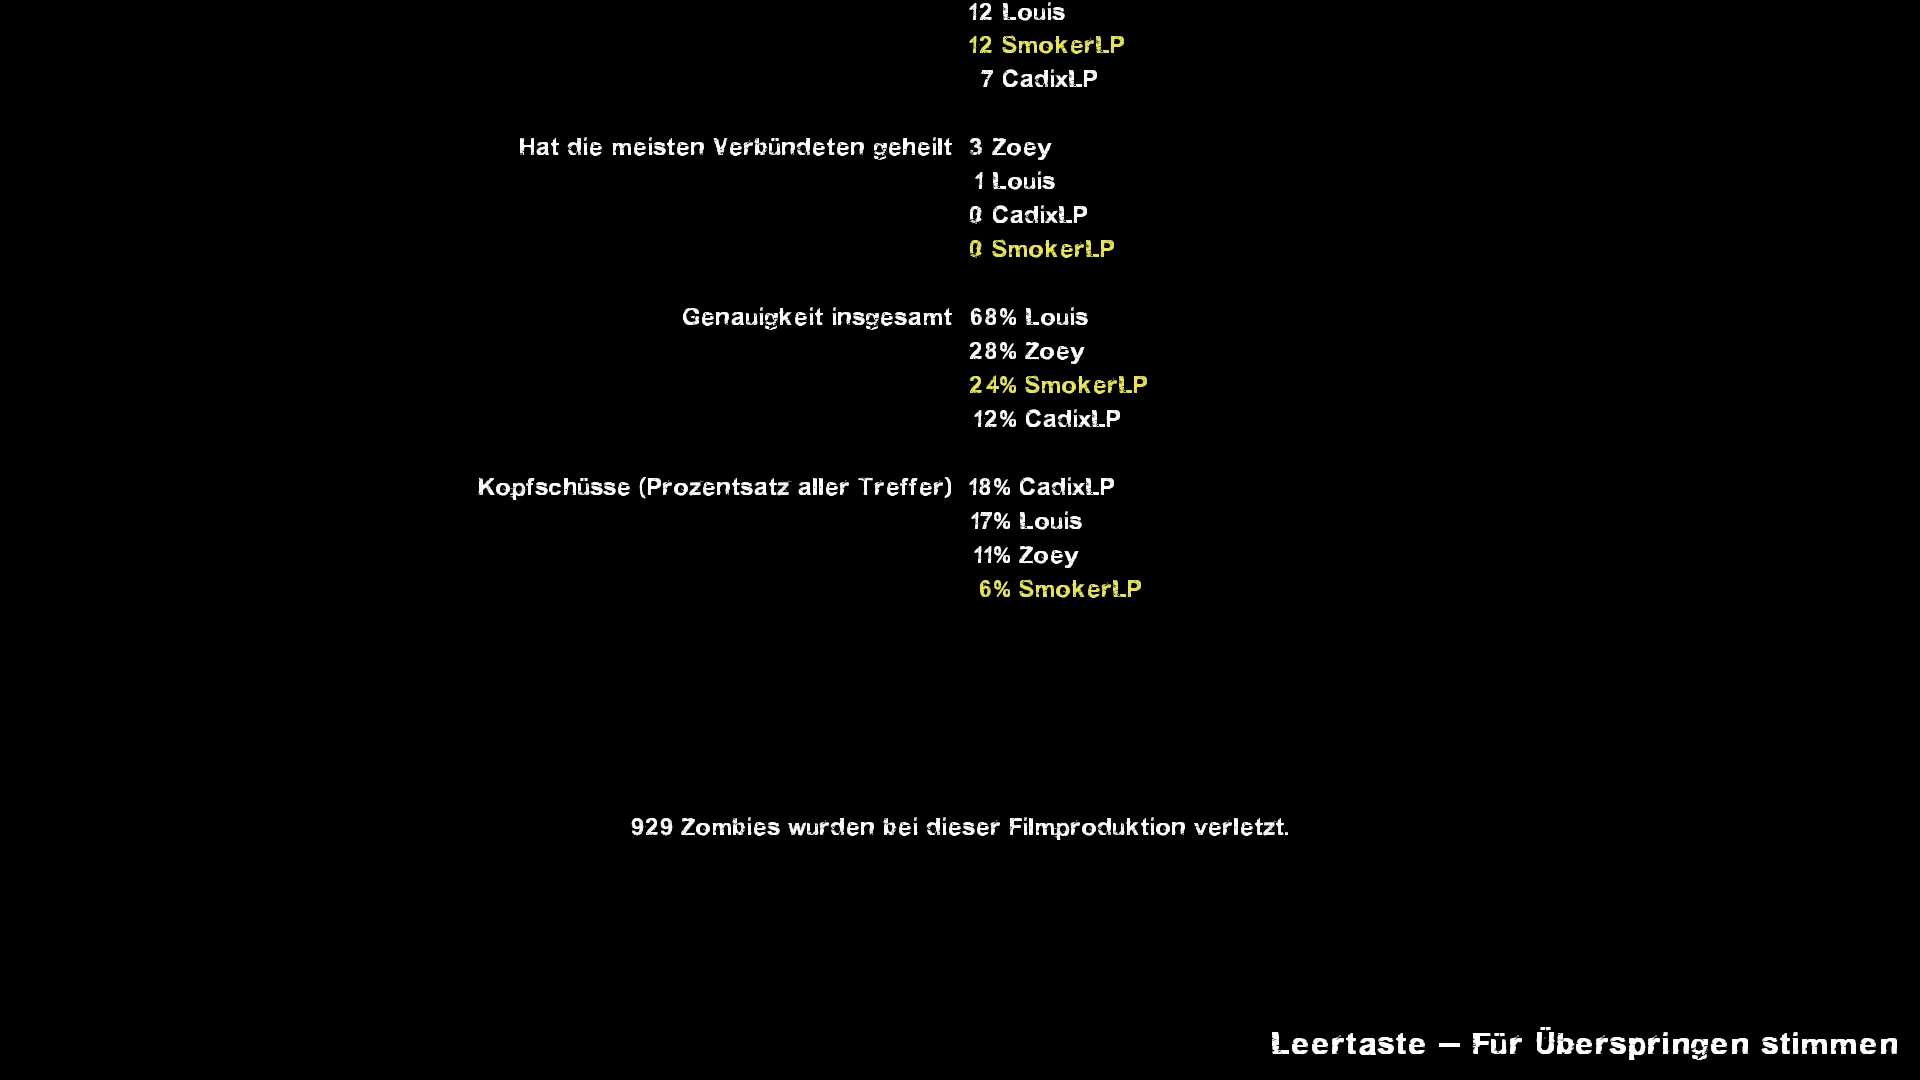 12 Louis
12 SmokerLP
7 CadixLP
Hat die meisten Verbündeten geheilt 3 Zoey
1 Louis
0 CadixLP
0 SmokerLP
Genauigkeit insgesamt 68% Louis
28% Zoey
24% SmokerLP
12% CadixLP
Kopfschüsse (Prozentsatz aller Treffer) 18% CadixLP
17% Louis
11% Zoey
6% SmokerLP
929 Zombies wurden bei dieser Filmproduktion verletzt.
Leertaste – Für Überspringen stimmen